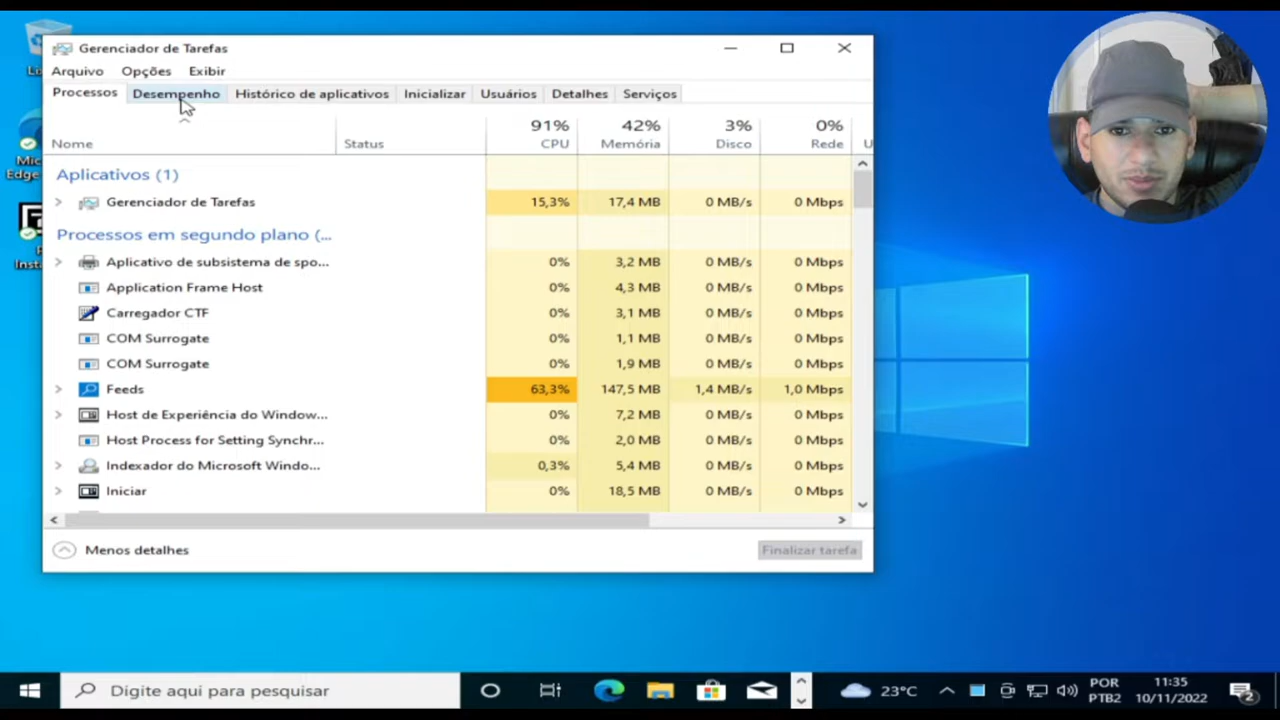 Gerenciador de Tarefas
Arquivo Opções Exibir
Processos Desempenho Histórico de aplicativos Inicializar Usuários Detalhes Serviços
91% 42% 3% 0%
Nome Status CPU Memória Disco Rede U
Aplicativos (1)
Gerenciador de Tarefas 15,3% 17,4 MB 0 MB/s 0 Mbps
Processos em segundo plano (...
Aplicativo de subsistema de spo... 0% 3,2 MB 0 MB/s 0 Mbps
Application Frame Host 0% 4,3 MB 0 MB/s 0 Mbps
Carregador CTF 0% 3,1 MB 0 MB/s 0 Mbps
COM Surrogate 0% 1,1 MB 0 MB/s 0 Mbps
COM Surrogate 0% 1,9 MB 0 MB/s 0 Mbps
Feeds 63,3% 147,5 MB 1,4 MB/s 1,0 Mbps
Host de Experiência do Window... 0% 7,2 MB 0 MB/s 0 Mbps
Host Process for Setting Synchr... 0% 2,0 MB 0 MB/s 0 Mbps
Indexador do Microsoft Windo... 0,3% 5,4 MB 0 MB/s 0 Mbps
Iniciar 0% 18,5 MB 0 MB/s 0 Mbps
Menos detalhes Finalizar tarefa
Digite aqui para pesquisar 23°C POR 11:35
PTB2 10/11/2022 2